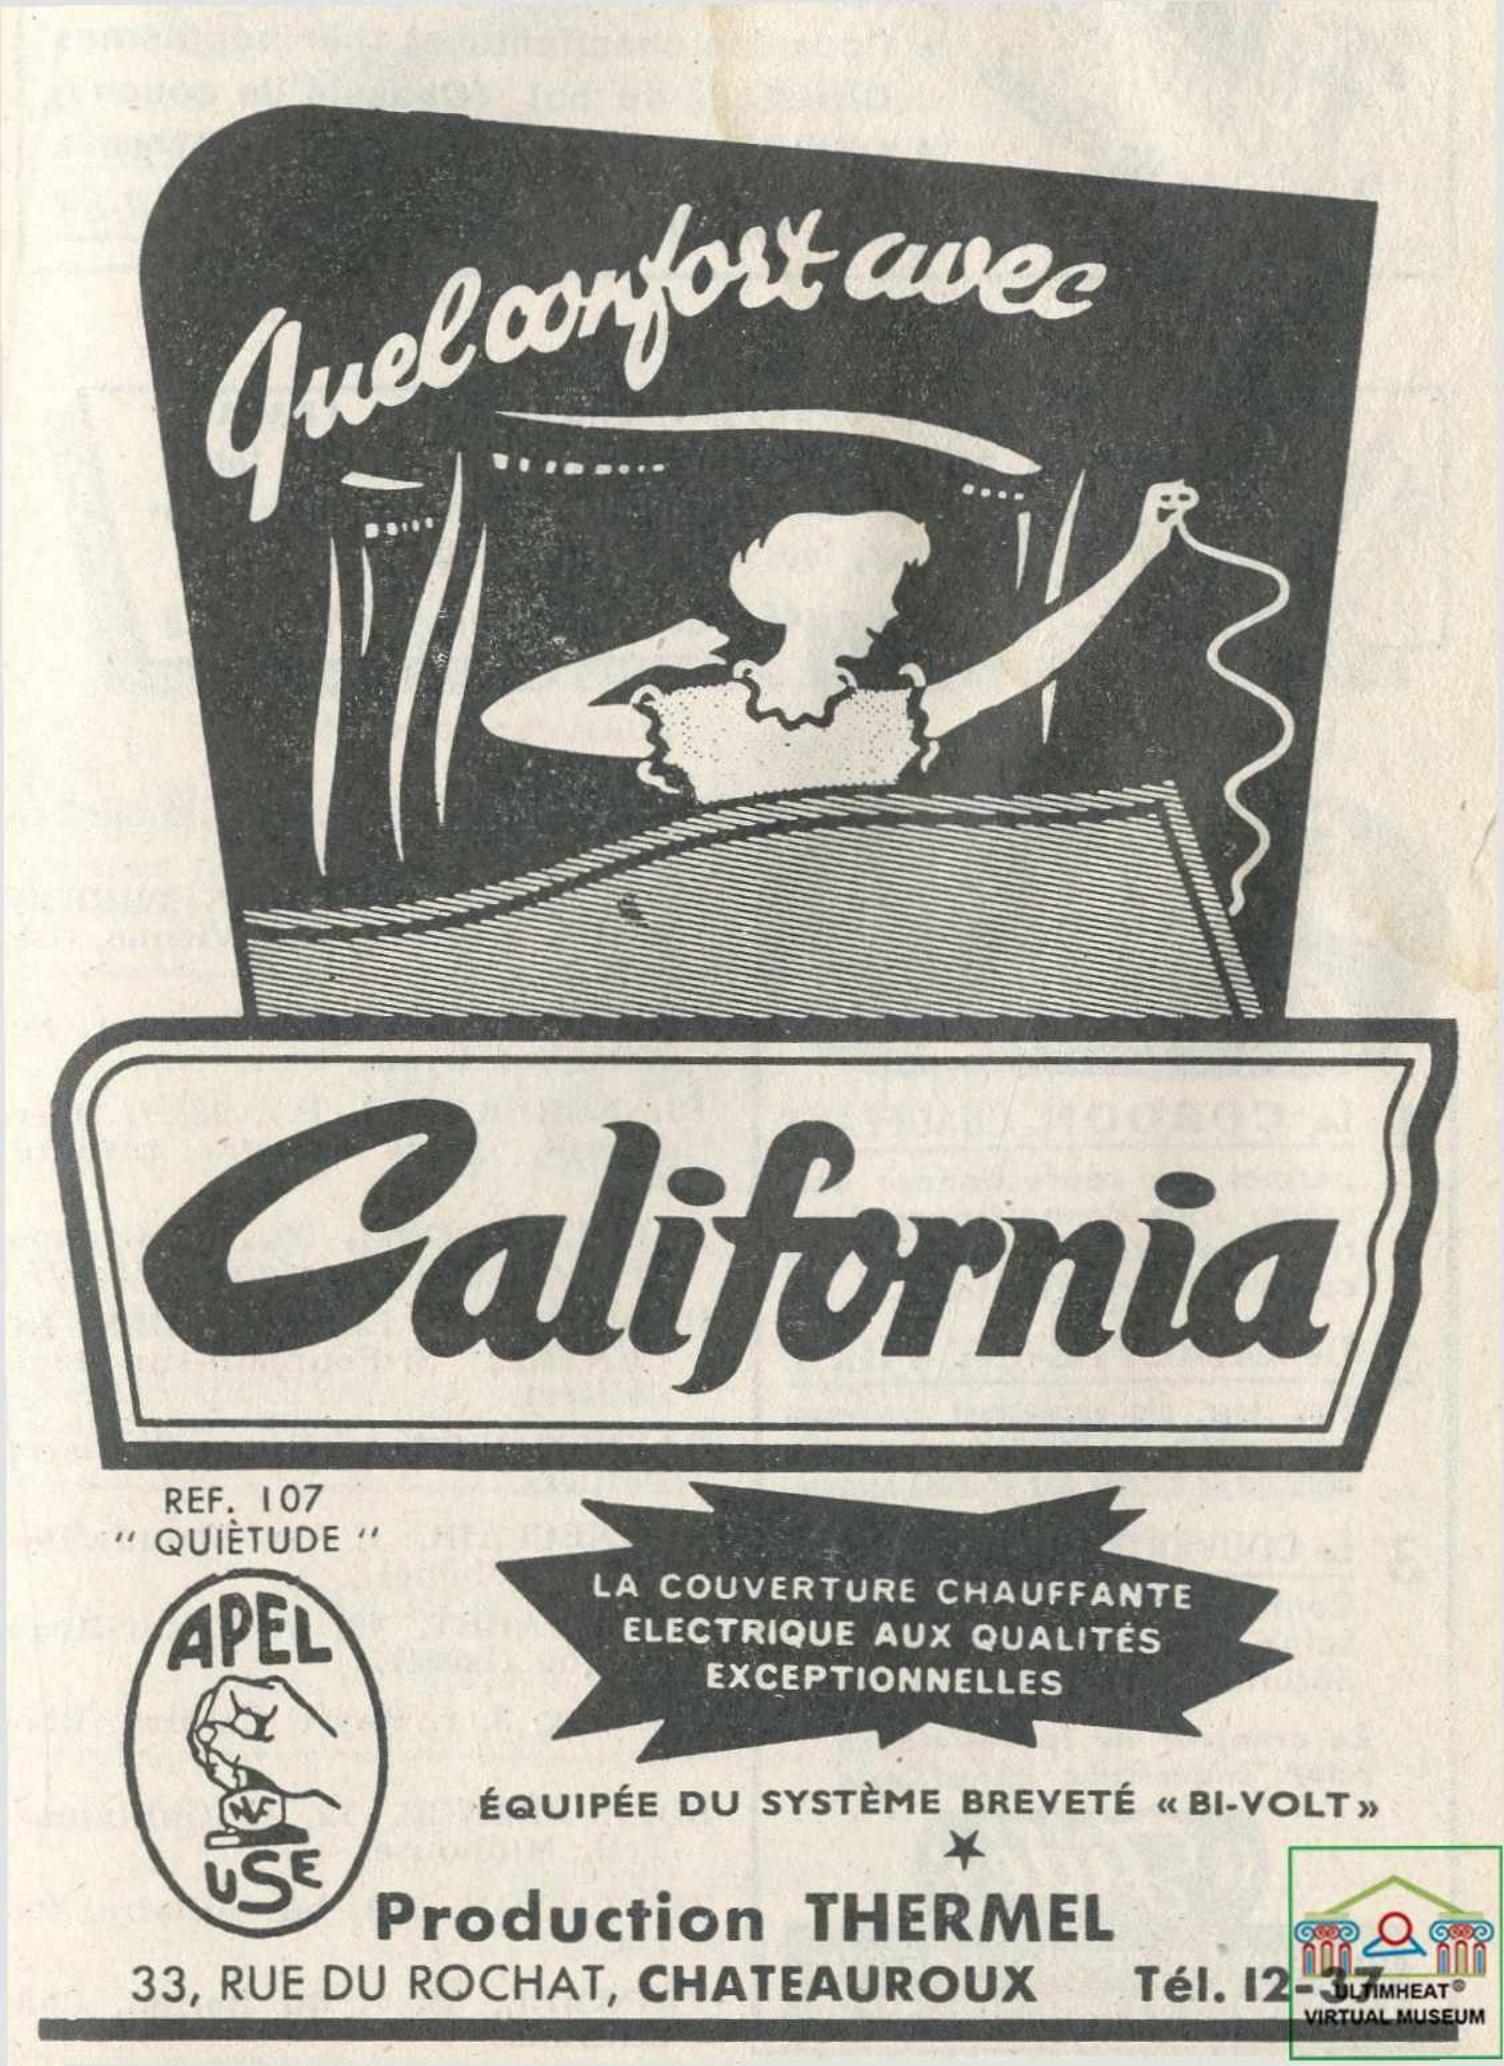 Quel confort avec
California
REF. 107
" QUIÈTUDE "
APEL
NF
USE
LA COUVERTURE CHAUFFANTE
ELECTRIQUE AUX QUALITÉS
EXCEPTIONNELLES
ÉQUIPÉE DU SYSTÈME BREVETÉ « BI-VOLT »
Production THERMEL
33, RUE DU ROCHAT, CHATEAUROUX Tél. 12-37
ULTIMHEAT®
VIRTUAL MUSEUM